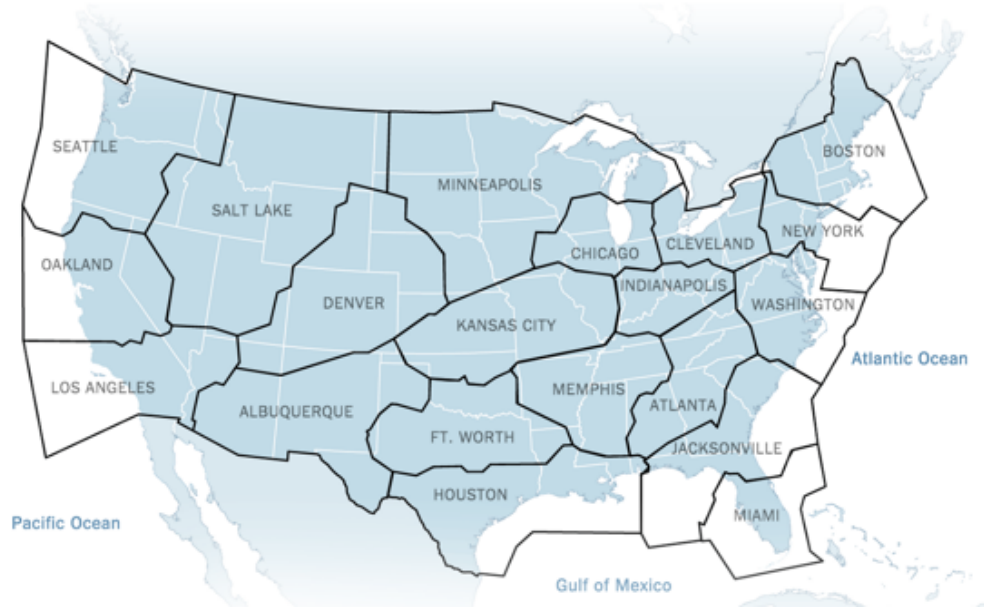 SEATTLE
BOSTON
MINNEAPOLIS
SALT LAKE
NEW YORK
CLEVELAND
CHICAGO
OAKLAND
INDIANAPOLIS
DENVER
WASHINGTON
KANSAS CITY
Atlantic Ocean
LOS ANGELES
MEMPHIS
ATLANTA
ALBUQUERQUE
FT. WORTH
JACKSONVILLE
HOUSTON
MIAMI
Pacific Ocean
Gulf of Mexico